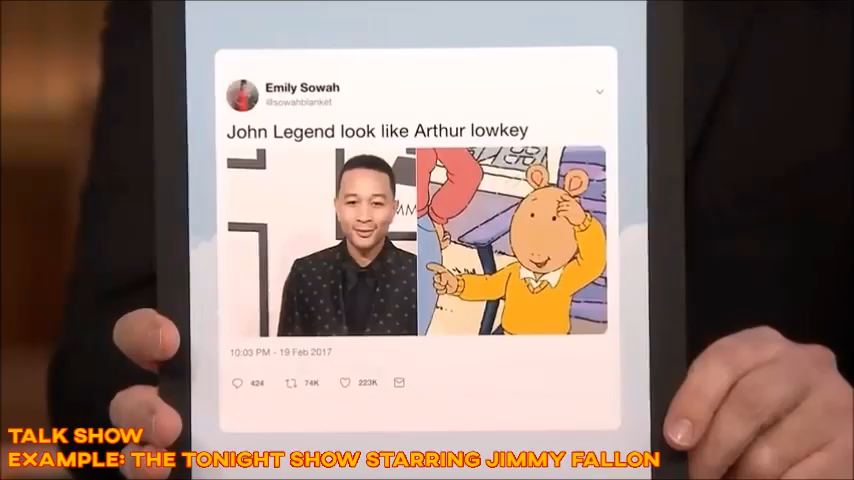 Emily Sowah
@sowahblanket
John Legend look like Arthur lowkey
10:03 PM - 19 Feb 2017
424 74K 223K
TALK SHOW
EXAMPLE: THE TONIGHT SHOW STARRING JIMMY FALLON